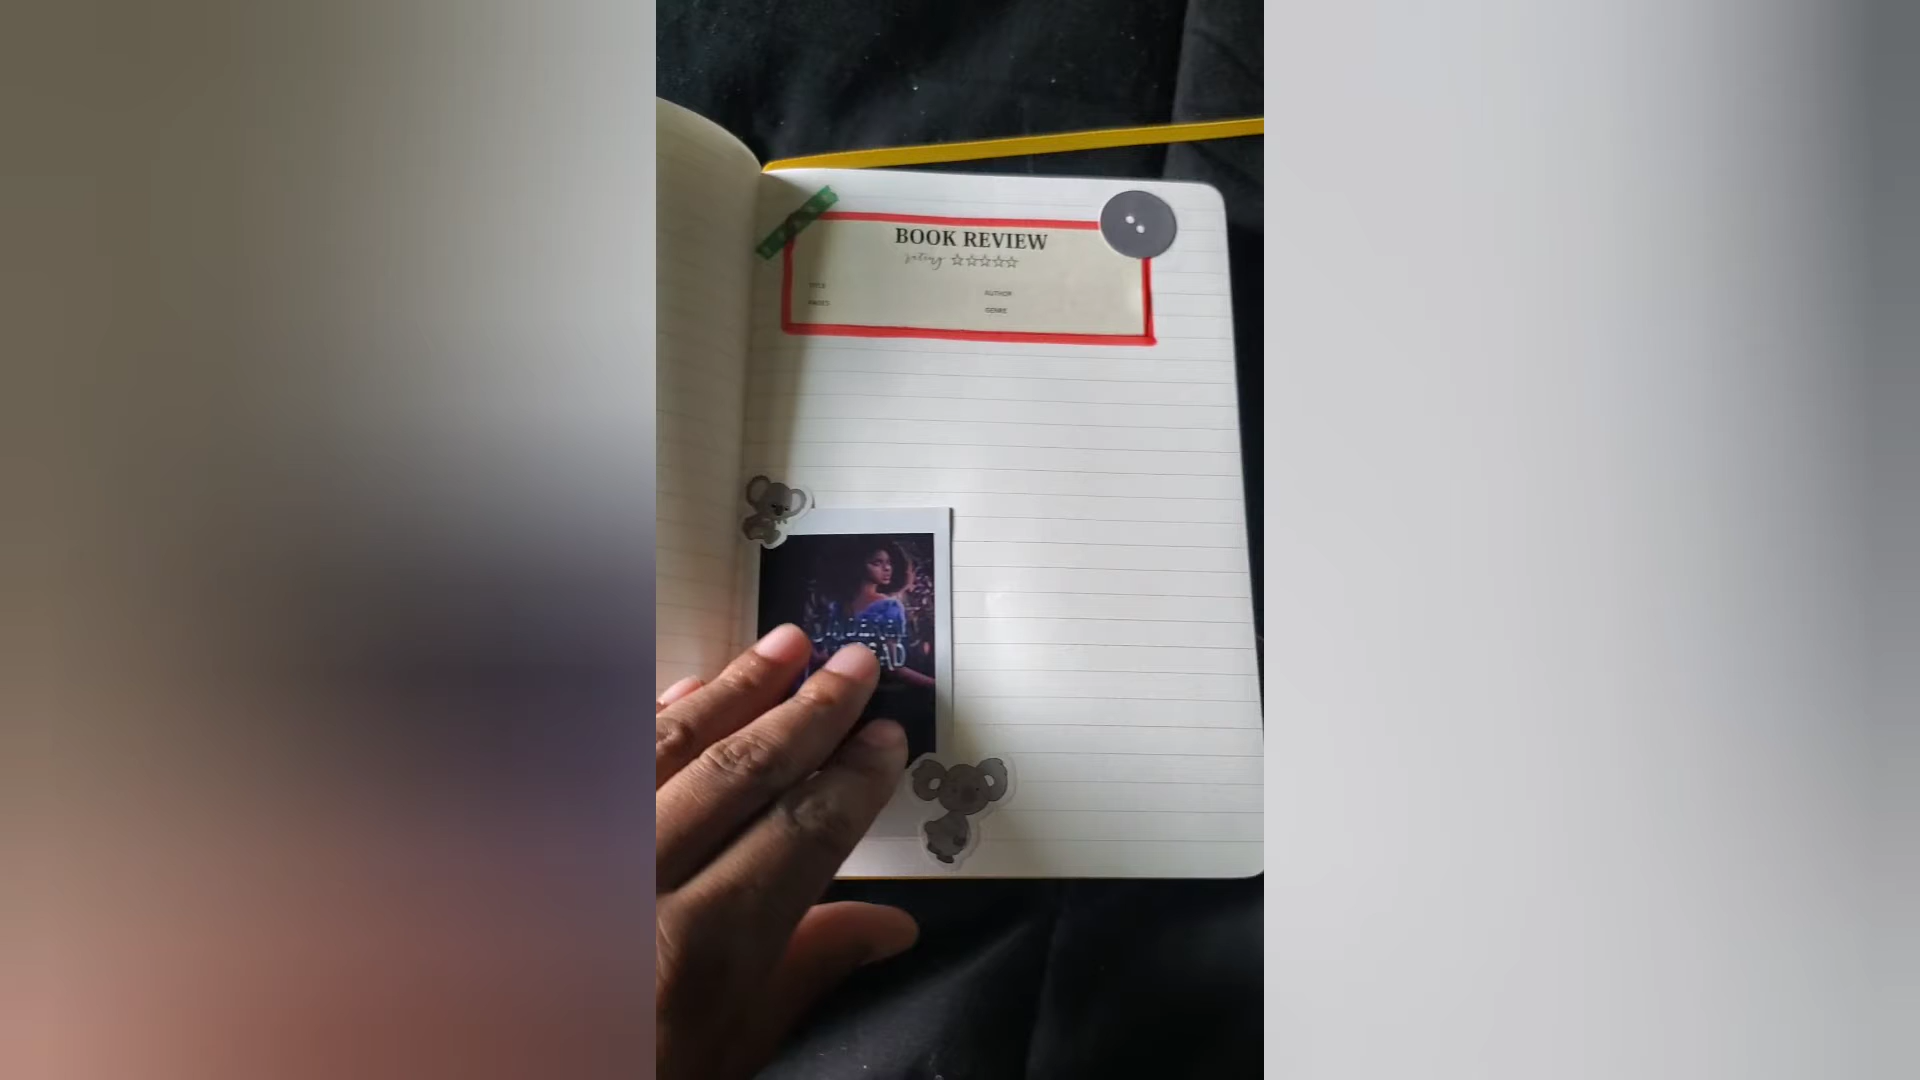 BOOK REVIEW
rating
TITLE
AUTHOR
PAGES
GENRE